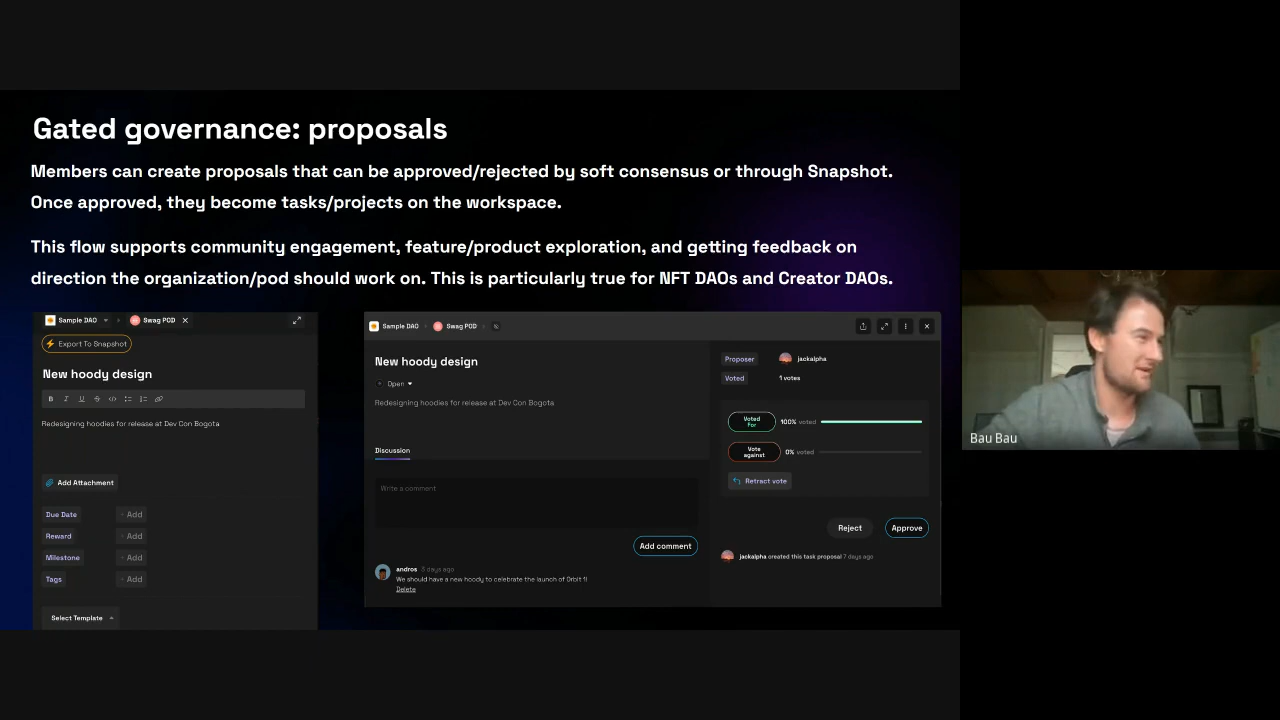 Gated governance: proposals
Members can create proposals that can be approved/rejected by soft consensus or through Snapshot.
Once approved, they become tasks/projects on the workspace.
This flow supports community engagement, feature/product exploration, and getting feedback on
direction the organization/pod should work on. This is particularly true for NFT DAOs and Creator DAOs.
Sample DAO
Swag POD
Export To Snapshot
New hoody design
B I U S
Redesigning hoodies for release at Dev Con Bogota
Add Attachment
Due Date + Add
Reward + Add
Milestone + Add
Tags + Add
Select Template
Sample DAO
Swag POD
New hoody design
Open
Redesigning hoodies for release at Dev Con Bogota
Discussion
Write a comment
Add comment
andros 3 days ago
We should have a new hoody to celebrate the launch of Orbit 1!
Delete
Proposer jackalpha
Voted 1 votes
Voted For 100% voted
Vote against 0% voted
Retract vote
Reject Approve
jackalpha created this task proposal 7 days ago
Bau Bau